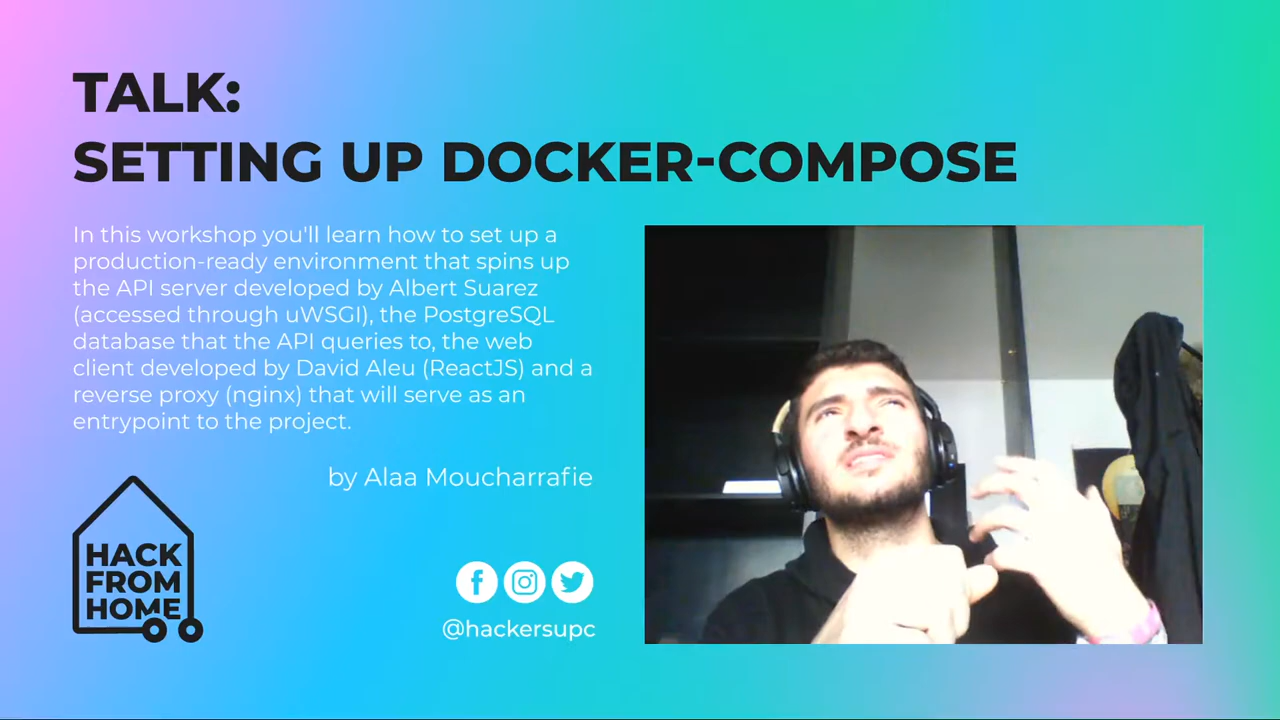 TALK:
SETTING UP DOCKER-COMPOSE
In this workshop you'll learn how to set up a
production-ready environment that spins up
the API server developed by Albert Suarez
(accessed through uWSGI), the PostgreSQL
database that the API queries to, the web
client developed by David Aleu (ReactJS) and a
reverse proxy (nginx) that will serve as an
entrypoint to the project.
by Alaa Moucharrafie
HACK
FROM
HOME
@hackersupc